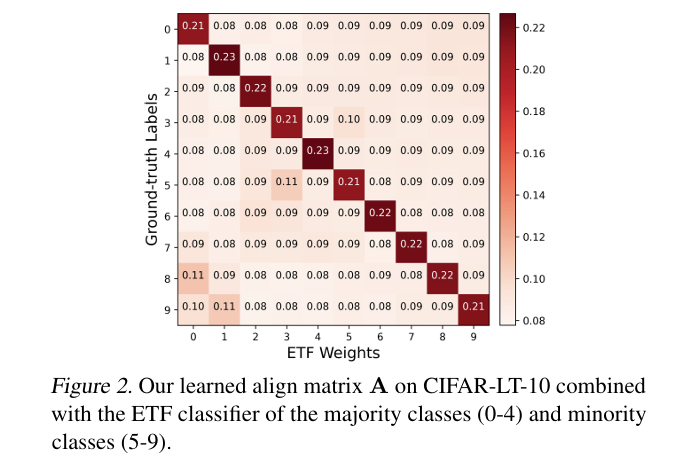 0 0.21 0.08 0.08 0.08 0.09 0.09 0.09 0.09 0.09 0.09 0.22
1 0.08 0.23 0.08 0.08 0.09 0.09 0.09 0.09 0.09 0.09
0.20
2 0.09 0.08 0.22 0.09 0.09 0.09 0.09 0.09 0.09 0.09
0.18
3 0.08 0.08 0.09 0.21 0.09 0.10 0.09 0.09 0.09 0.09
4 0.08 0.08 0.09 0.09 0.23 0.09 0.09 0.09 0.09 0.09
0.16
5 0.08 0.08 0.09 0.11 0.09 0.21 0.08 0.09 0.09 0.09
0.14
6 0.08 0.08 0.09 0.09 0.09 0.09 0.22 0.08 0.08 0.08
0.12
7 0.09 0.08 0.09 0.09 0.09 0.09 0.08 0.22 0.08 0.09
8 0.11 0.09 0.08 0.08 0.08 0.08 0.09 0.09 0.22 0.09
0.10
9 0.10 0.11 0.08 0.08 0.08 0.08 0.09 0.09 0.09 0.21
0.08
Ground-truth Labels
0 1 2 3 4 5 6 7 8 9
ETF Weights
Figure 2. Our learned align matrix A on CIFAR-LT-10 combined
with the ETF classifier of the majority classes (0-4) and minority
classes (5-9).